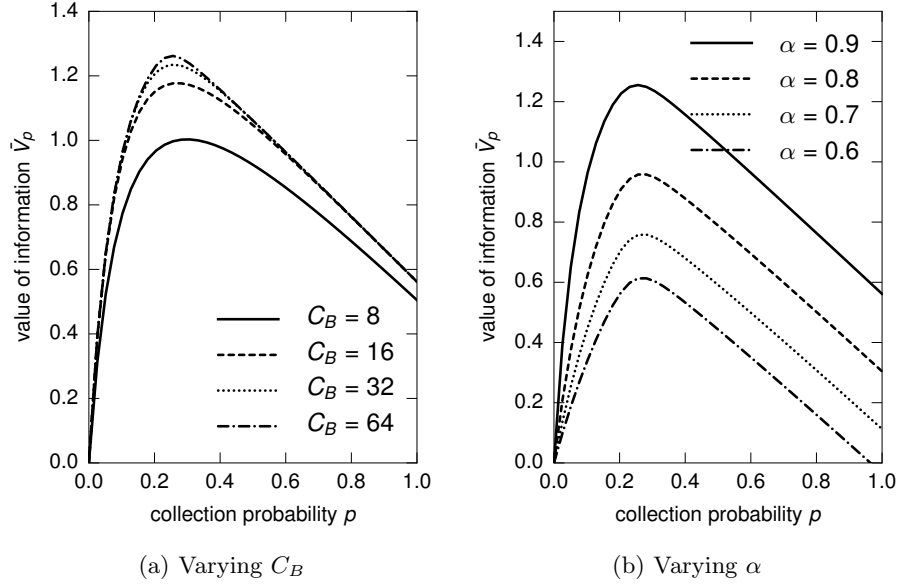 1.4
1.2
1.0
0.8
0.6
0.4
0.2
0.0
value of information V̄_p
C_B = 8
C_B = 16
C_B = 32
C_B = 64
0.0 0.2 0.4 0.6 0.8 1.0
collection probability p
(a) Varying C_B
1.4
1.2
1.0
0.8
0.6
0.4
0.2
0.0
value of information V̄_p
α = 0.9
α = 0.8
α = 0.7
α = 0.6
0.0 0.2 0.4 0.6 0.8 1.0
collection probability p
(b) Varying α